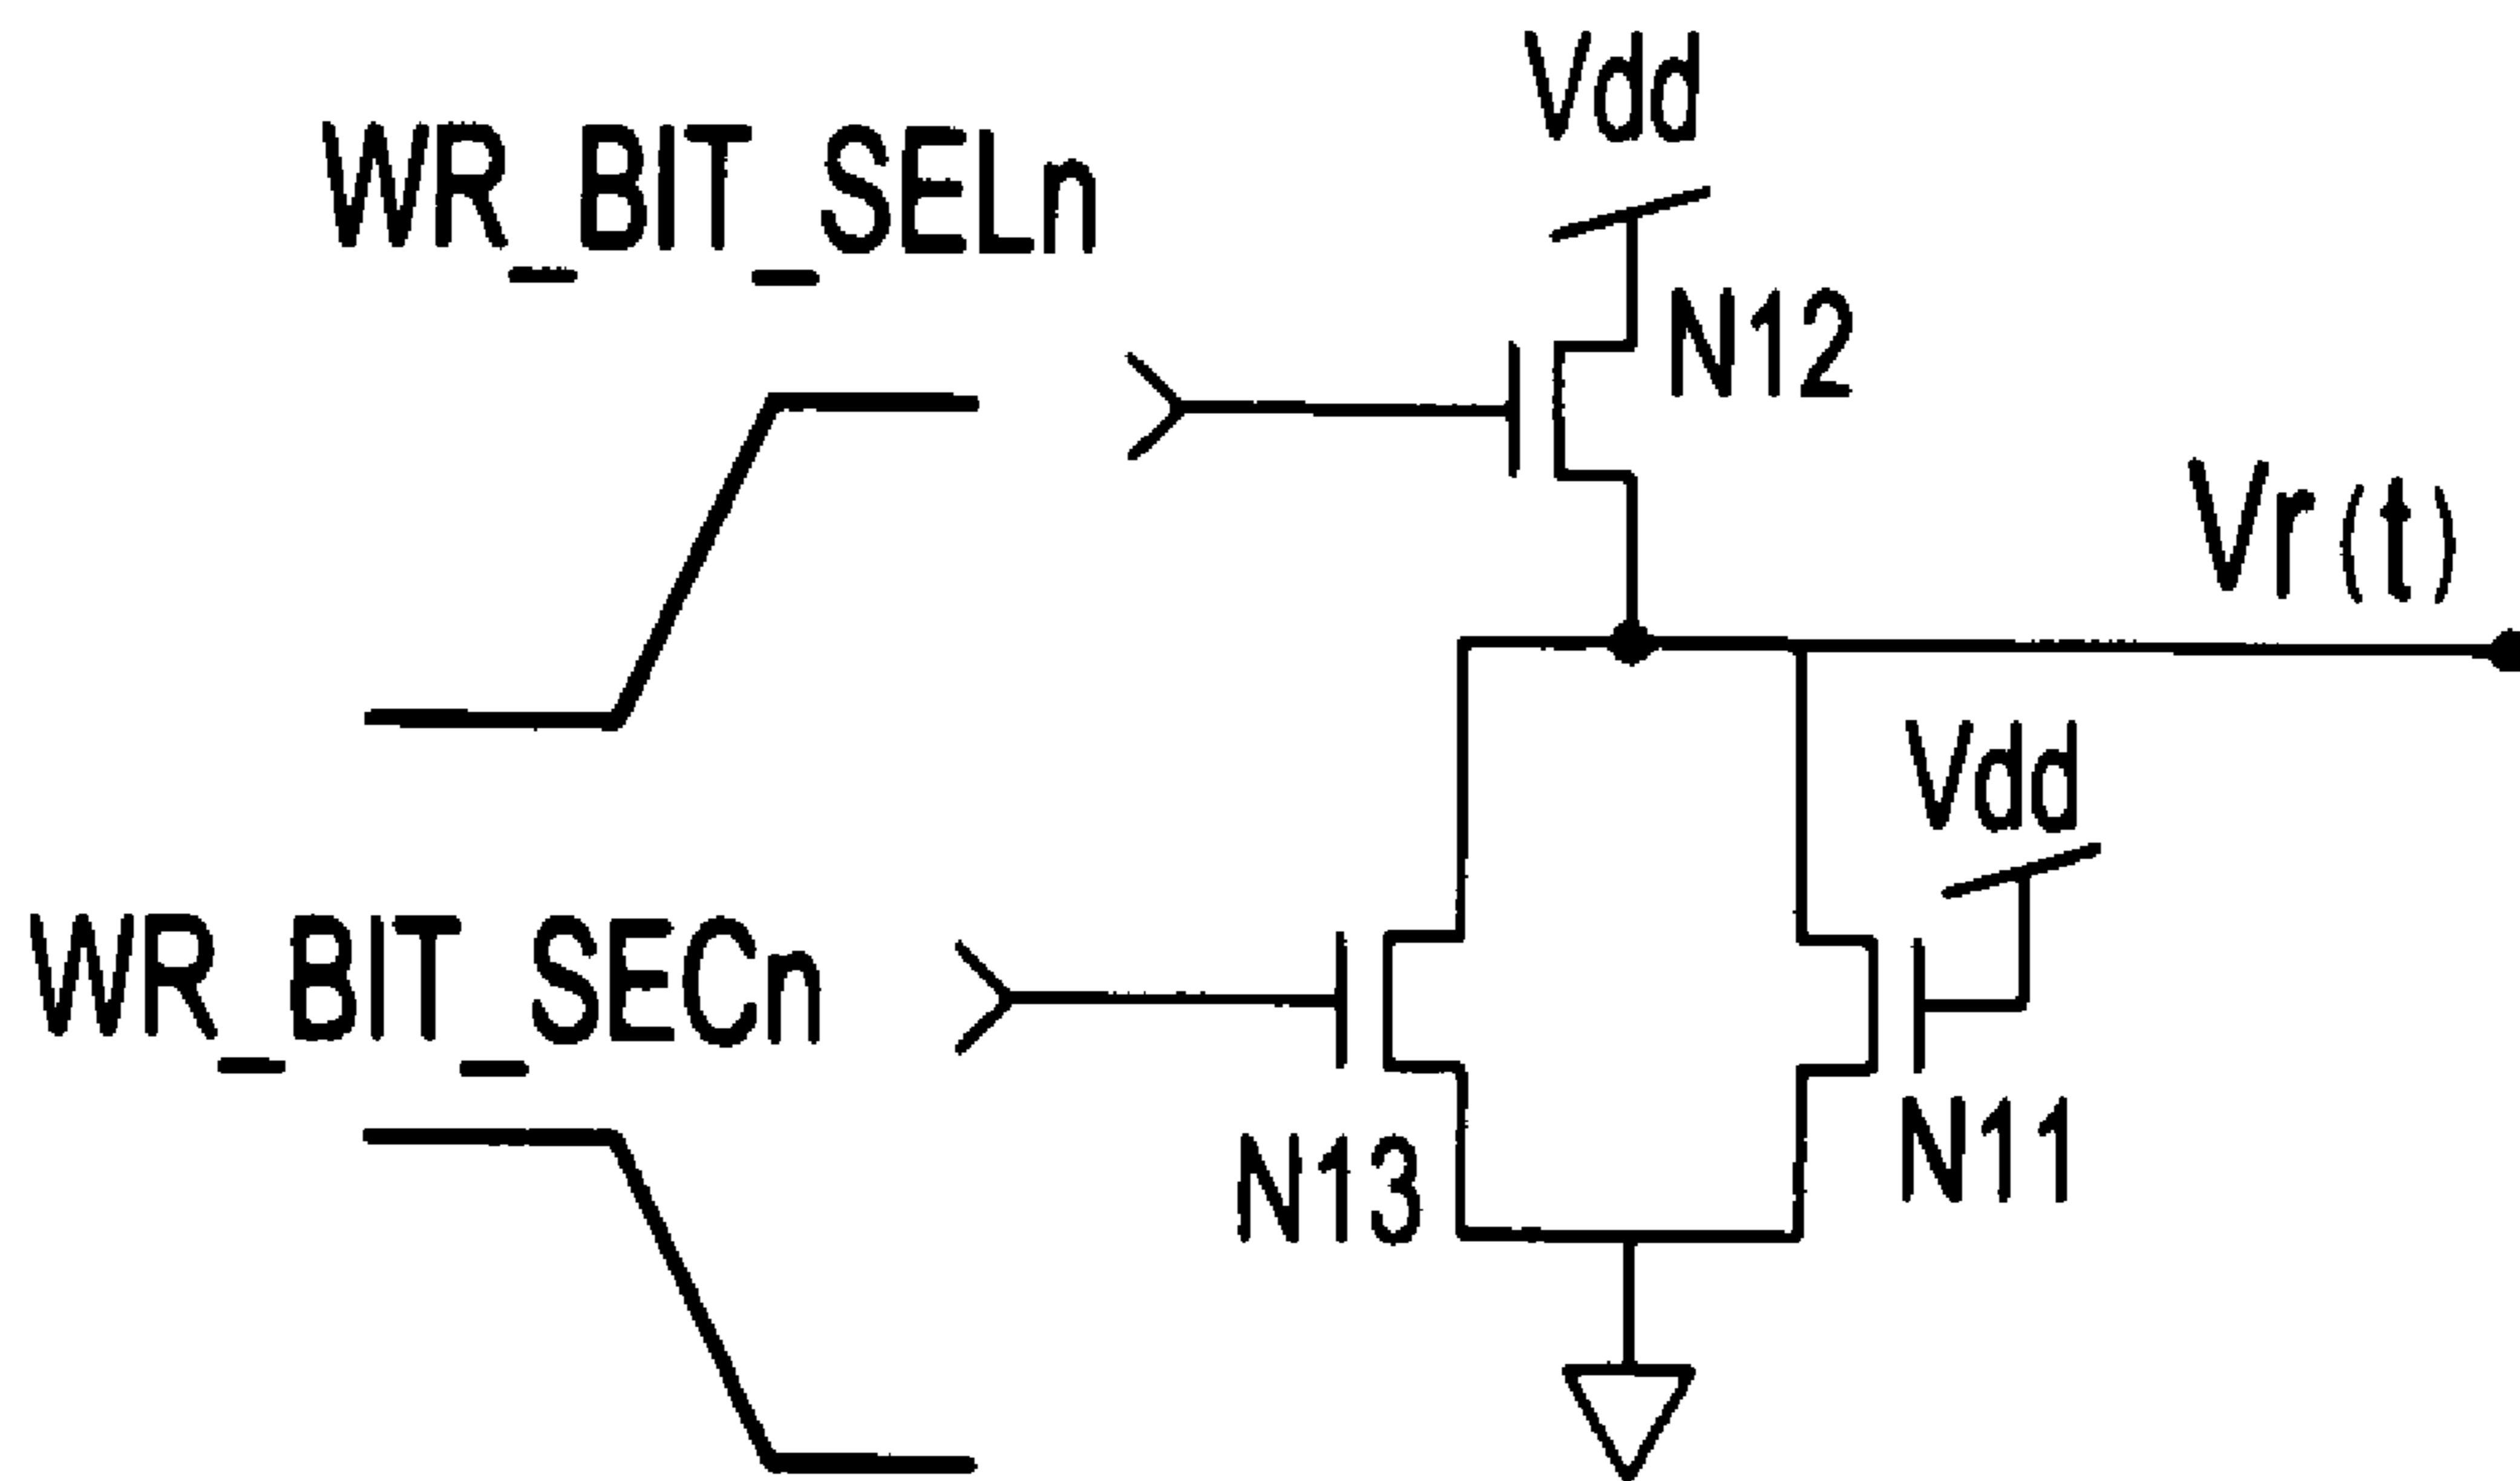 Vdd
WR_BIT_SELn
N12
Vr(t)
Vdd
WR_BIT_SECn
N13
N11